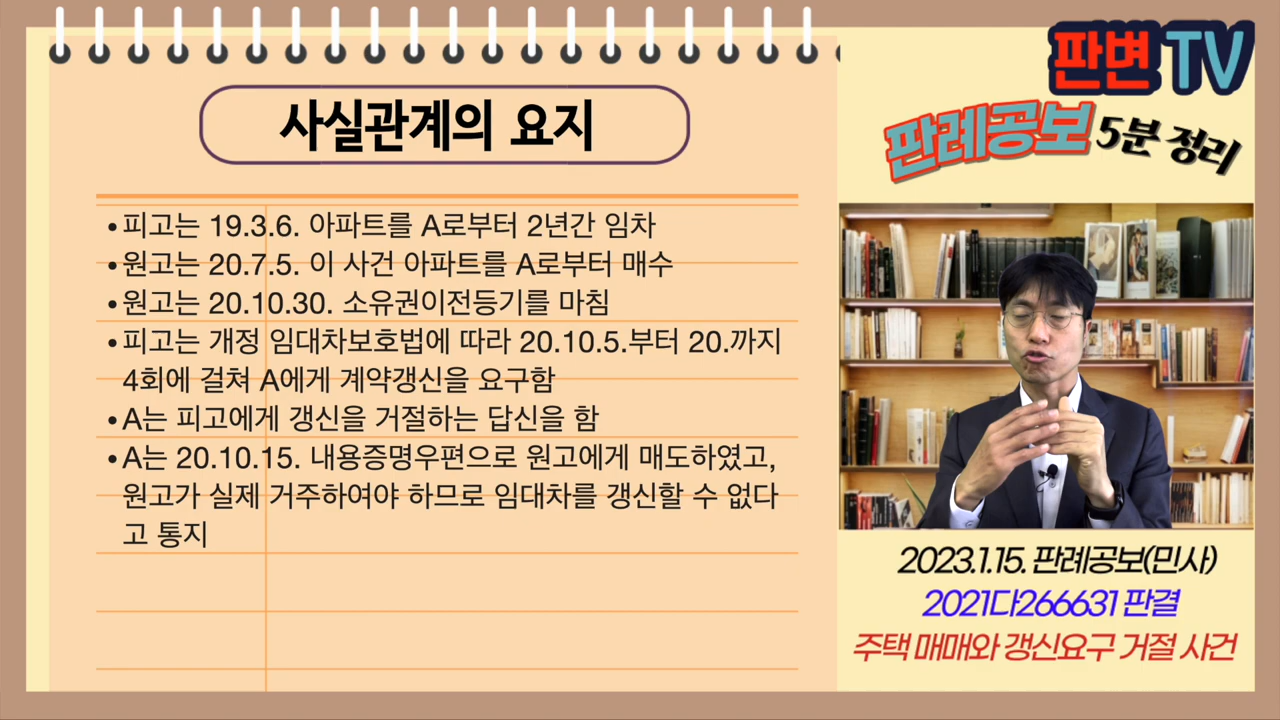 사실관계의 요지
•피고는 19.3.6. 아파트를 A로부터 2년간 임차
•원고는 20.7.5. 이 사건 아파트를 A로부터 매수
•원고는 20.10.30. 소유권이전등기를 마침
•피고는 개정 임대차보호법에 따라 20.10.5.부터 20.까지
4회에 걸쳐 A에게 계약갱신을 요구함
•A는 피고에게 갱신을 거절하는 답신을 함
•A는 20.10.15. 내용증명우편으로 원고에게 매도하였고,
원고가 실제 거주하여야 하므로 임대차를 갱신할 수 없다
고 통지
판변 TV
판례공보 5분 정리
2023.1.15. 판례공보(민사)
2021다266631 판결
주택 매매와 갱신요구 거절 사건